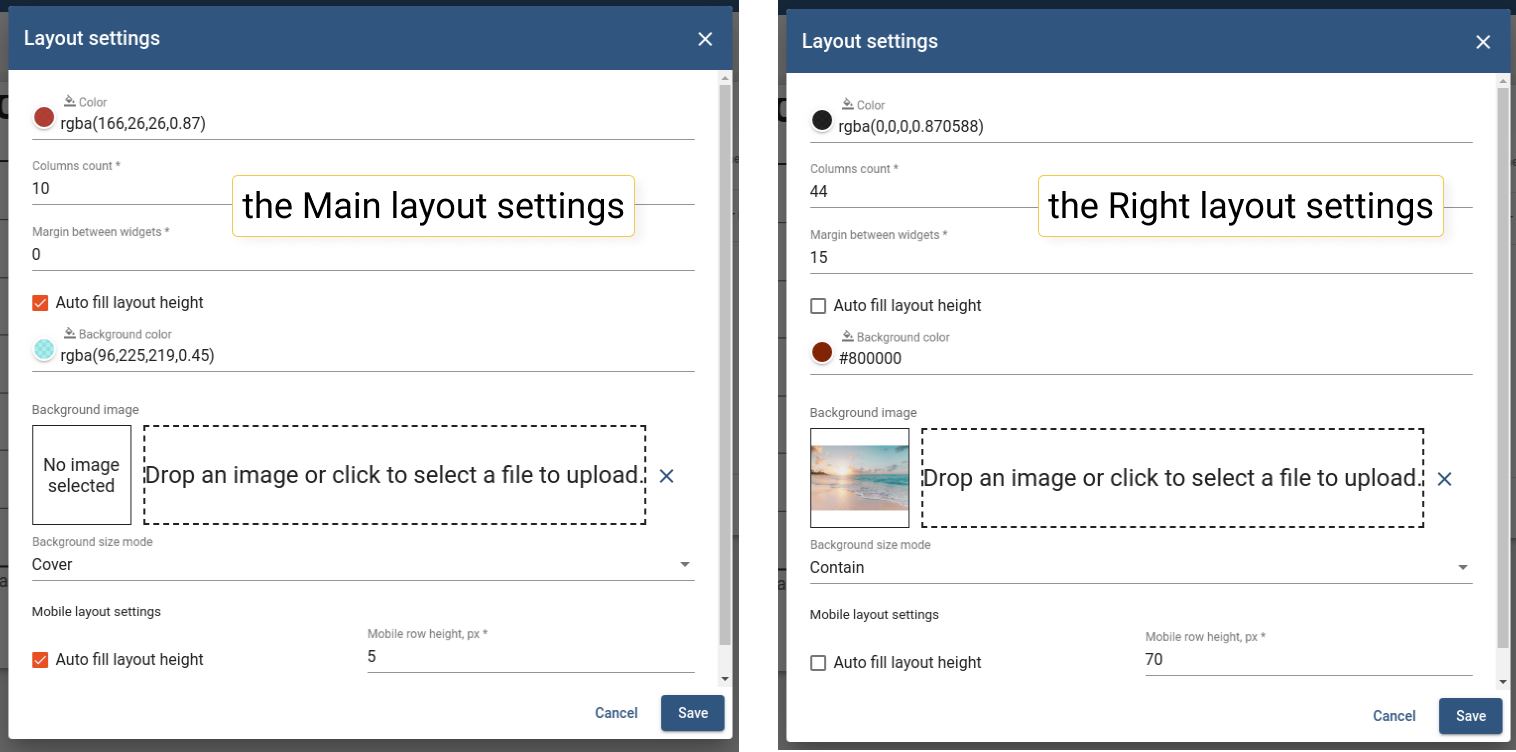 Layout settings
Color
rgba(166,26,26,0.87)
Columns count *
10
the Main layout settings
Margin between widgets *
0
Auto fill layout height
Background color
rgba(96,225,219,0.45)
Background image
No image
selected
Drop an image or click to select a file to upload.
Background size mode
Cover
Mobile layout settings
Auto fill layout height
Mobile row height, px *
5
Cancel
Save
Layout settings
Color
rgba(0,0,0,0.870588)
Columns count *
44
the Right layout settings
Margin between widgets *
15
Auto fill layout height
Background color
#800000
Background image
Drop an image or click to select a file to upload.
Background size mode
Contain
Mobile layout settings
Auto fill layout height
Mobile row height, px *
70
Cancel
Save